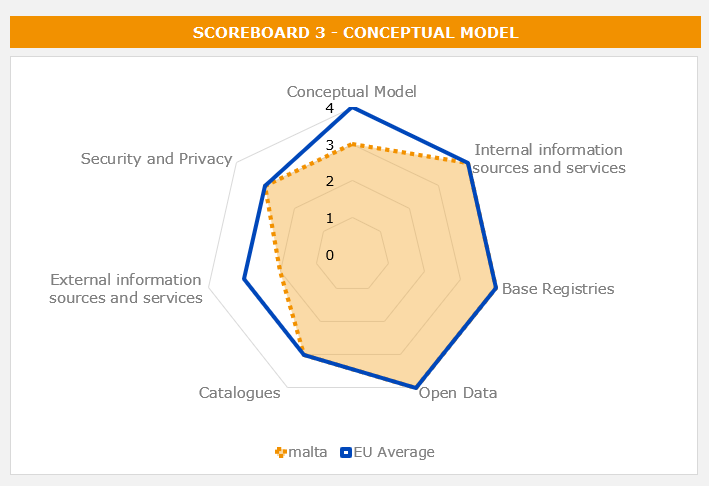 SCOREBOARD 3 - CONCEPTUAL MODEL
Conceptual Model
4
3
2
1
0
Internal information
sources and services
Security and Privacy
External information
sources and services
Base Registries
Catalogues
Open Data
malta
EU Average